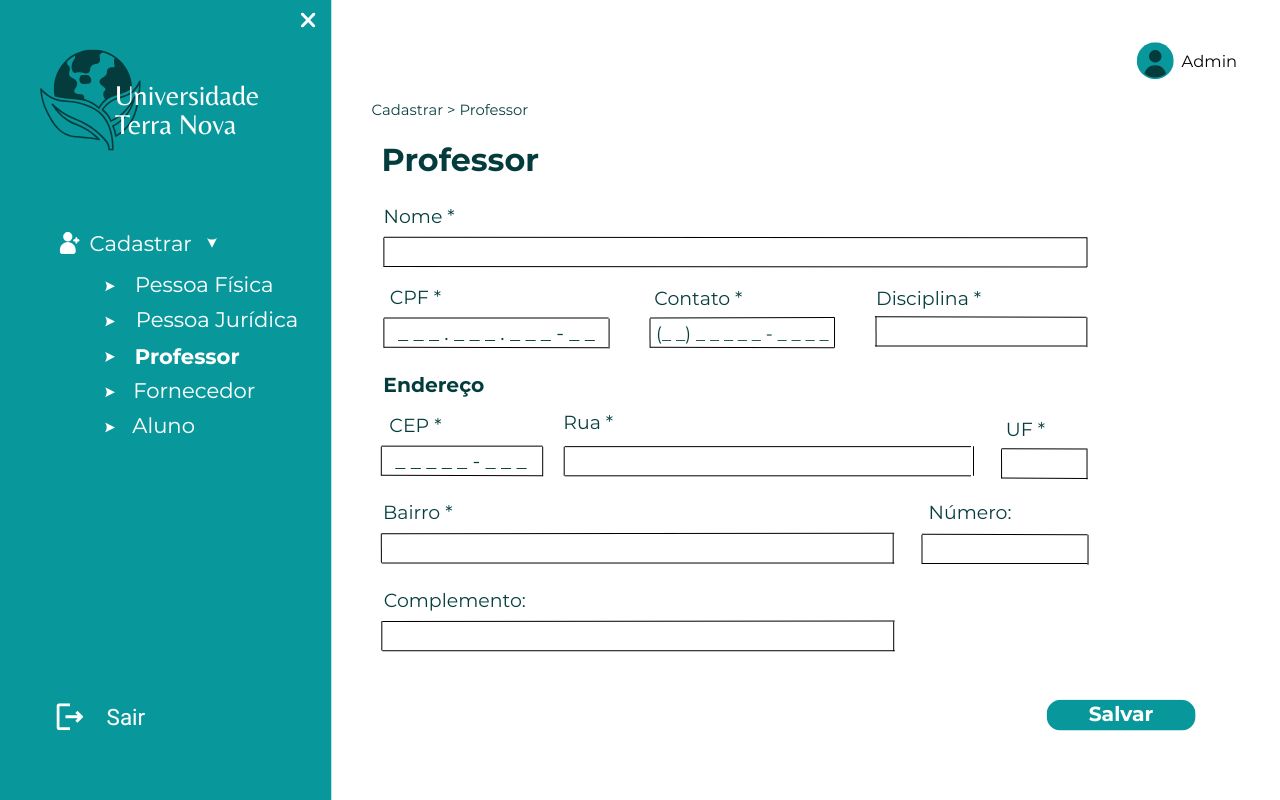 Universidade
Terra Nova
Cadastrar
Pessoa Física
Pessoa Jurídica
Professor
Fornecedor
Aluno
Sair
Admin
Cadastrar > Professor
Professor
Nome *
CPF * Contato * Disciplina *
_ _ _ . _ _ _ . _ _ _ - _ _ (_ _) _ _ _ _ _ - _ _ _ _
Endereço
CEP * Rua * UF *
_ _ _ _ _ - _ _ _
Bairro * Número:
Complemento:
Salvar